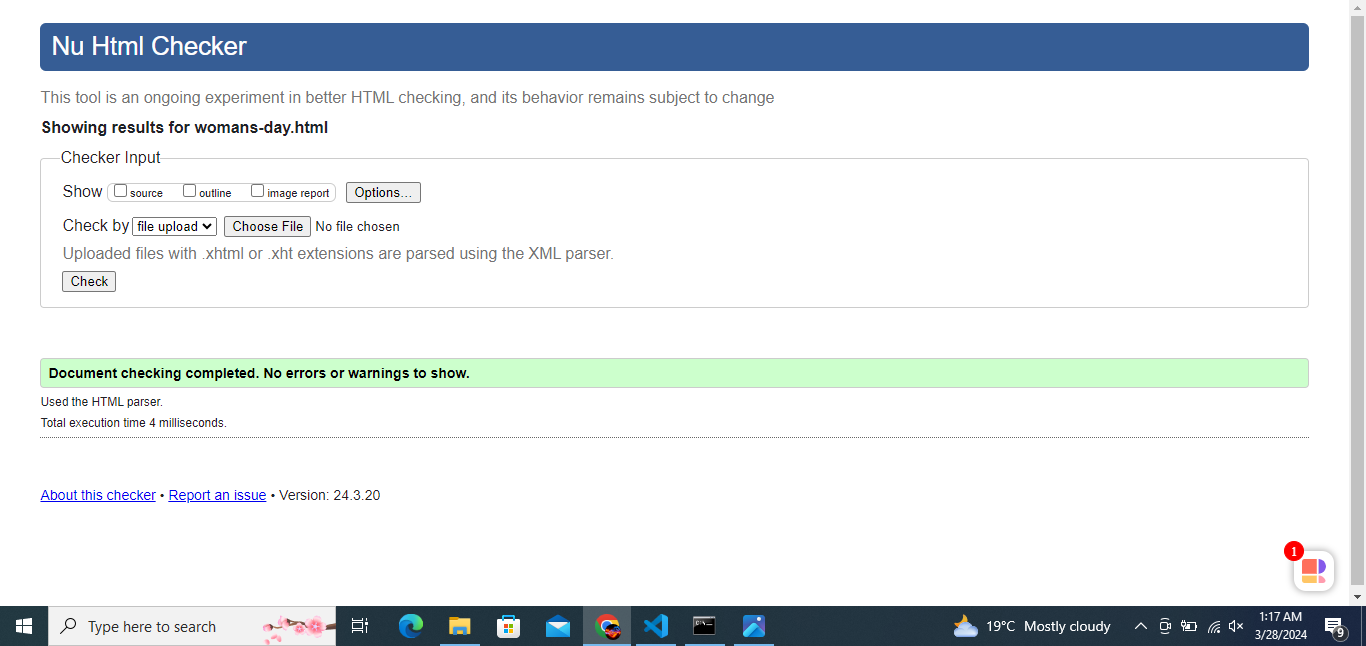 Nu Html Checker
This tool is an ongoing experiment in better HTML checking, and its behavior remains subject to change
Showing results for womans-day.html
Checker Input
Show source outline image report Options...
Check by file upload Choose File No file chosen
Uploaded files with .xhtml or .xht extensions are parsed using the XML parser.
Check
Document checking completed. No errors or warnings to show.
Used the HTML parser.
Total execution time 4 milliseconds.
About this checker • Report an issue • Version: 24.3.20
1
Type here to search
19°C Mostly cloudy
1:17 AM
3/28/2024
9